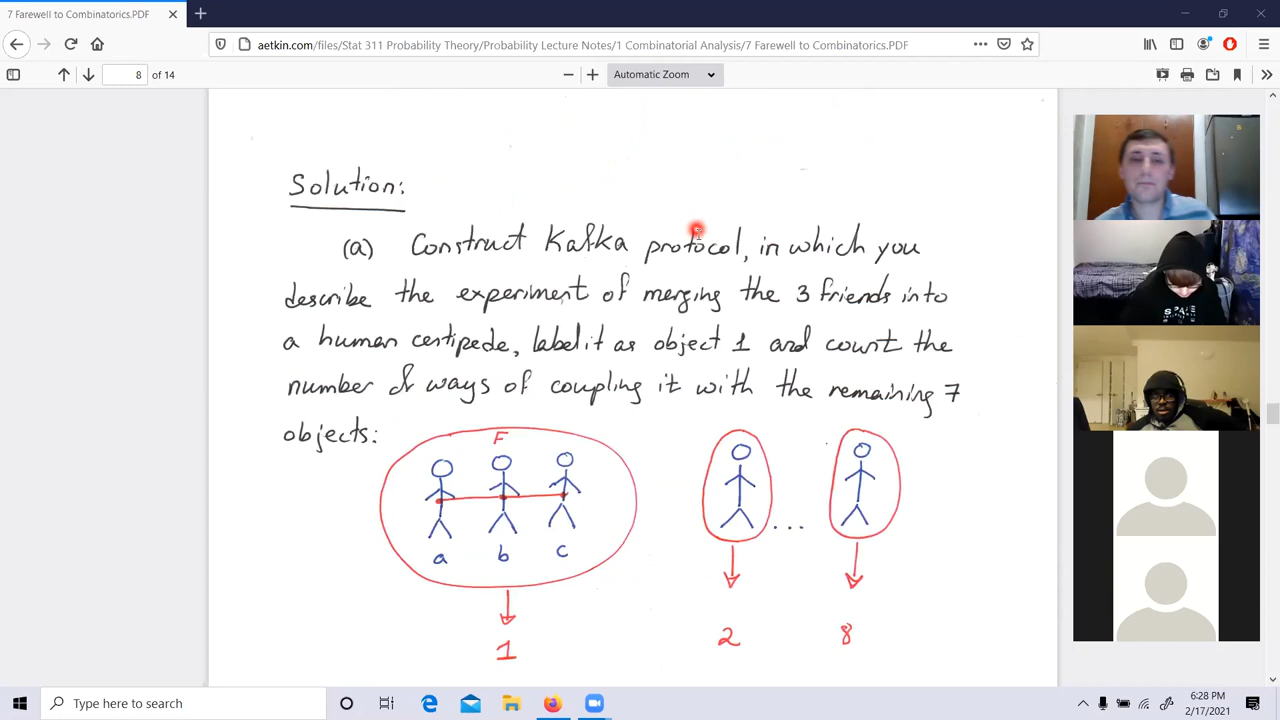 7 Farewell to Combinatorics.PDF
aetkin.com/files/Stat 311 Probability Theory/Probability Lecture Notes/1 Combinatorial Analysis/7 Farewell to Combinatorics.PDF
8 of 14
Automatic Zoom
Solution:
(a) Construct Kafka protocol, in which you
describe the experiment of merging the 3 friends into
a human centipede, label it as object 1 and count the
number of ways of coupling it with the remaining 7
objects:
F
a b c
...
1 2 8
SPACE
Type here to search
6:28 PM
2/17/2021